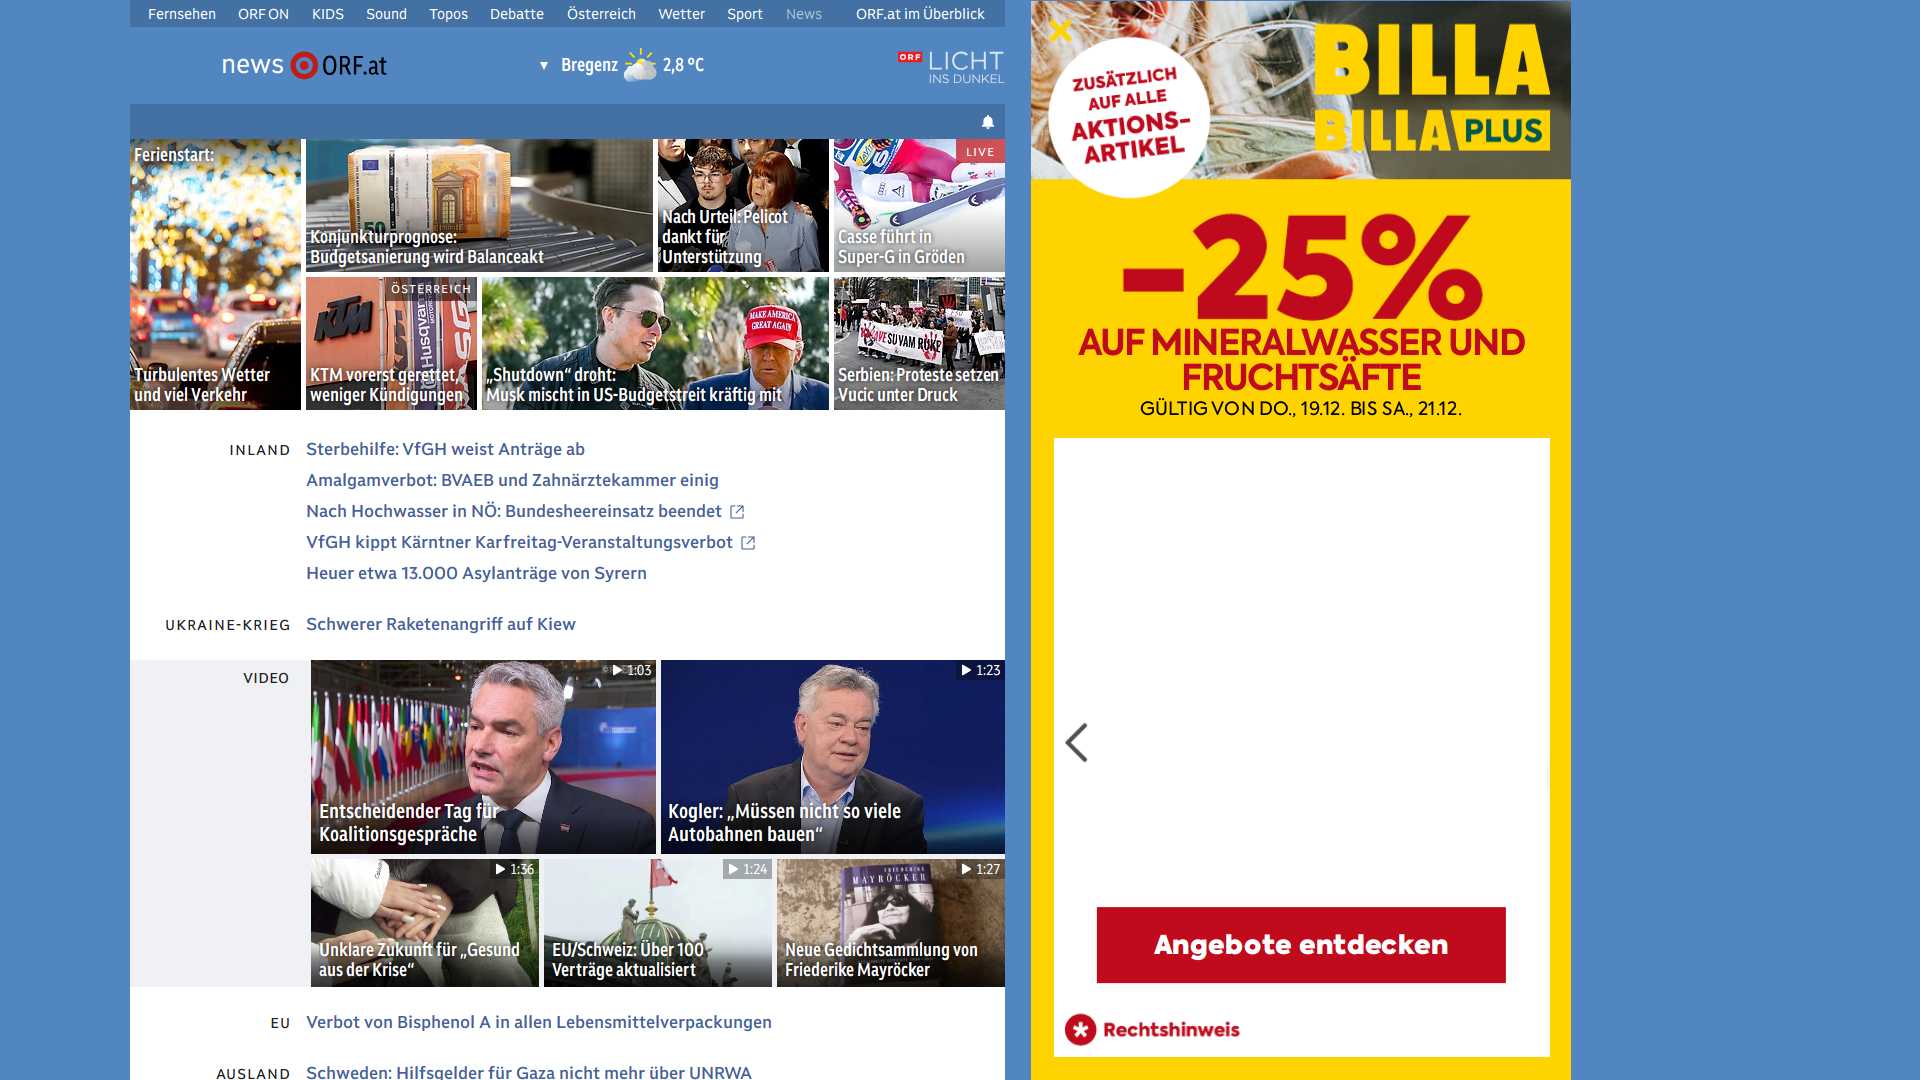 Fernsehen ORF ON KIDS Sound Topos Debatte Österreich Wetter Sport News ORF.at im Überblick
news ORF.at
Bregenz 2,8 °C
ORF LICHT
INS DUNKEL
Ferienstart:
Turbulentes Wetter
und viel Verkehr
Konjunkturprognose:
Budgetsanierung wird Balanceakt
Nach Urteil: Pelicot
dankt für
Unterstützung
LIVE
Casse führt in
Super-G in Gröden
ÖSTERREICH
KTM
KTM vorerst gerettet,
weniger Kündigungen
MAKE AMERICA
GREAT AGAIN
„Shutdown“ droht:
Musk mischt in US-Budgetstreit kräftig mit
Serbien: Proteste setzen
Vucic unter Druck
INLAND
Sterbehilfe: VfGH weist Anträge ab
Amalgamverbot: BVAEB und Zahnärztekammer einig
Nach Hochwasser in NÖ: Bundesheereinsatz beendet
VfGH kippt Kärntner Karfreitag-Veranstaltungsverbot
Heuer etwa 13.000 Asylanträge von Syrern
UKRAINE-KRIEG
Schwerer Raketenangriff auf Kiew
VIDEO
1:03
Entscheidender Tag für
Koalitionsgespräche
1:23
Kogler: „Müssen nicht so viele
Autobahnen bauen“
1:36
Unklare Zukunft für „Gesund
aus der Krise“
1:24
EU/Schweiz: Über 100
Verträge aktualisiert
1:27
MAYRÖCKER
Neue Gedichtsammlung von
Friederike Mayröcker
EU
Verbot von Bisphenol A in allen Lebensmittelverpackungen
AUSLAND
Schweden: Hilfsgelder für Gaza nicht mehr über UNRWA
ZUSÄTZLICH
AUF ALLE
AKTIONS-
ARTIKEL
BILLA
BILLA PLUS
-25%
AUF MINERALWASSER UND
FRUCHTSÄFTE
GÜLTIG VON DO., 19.12. BIS SA., 21.12.
Angebote entdecken
* Rechtshinweis